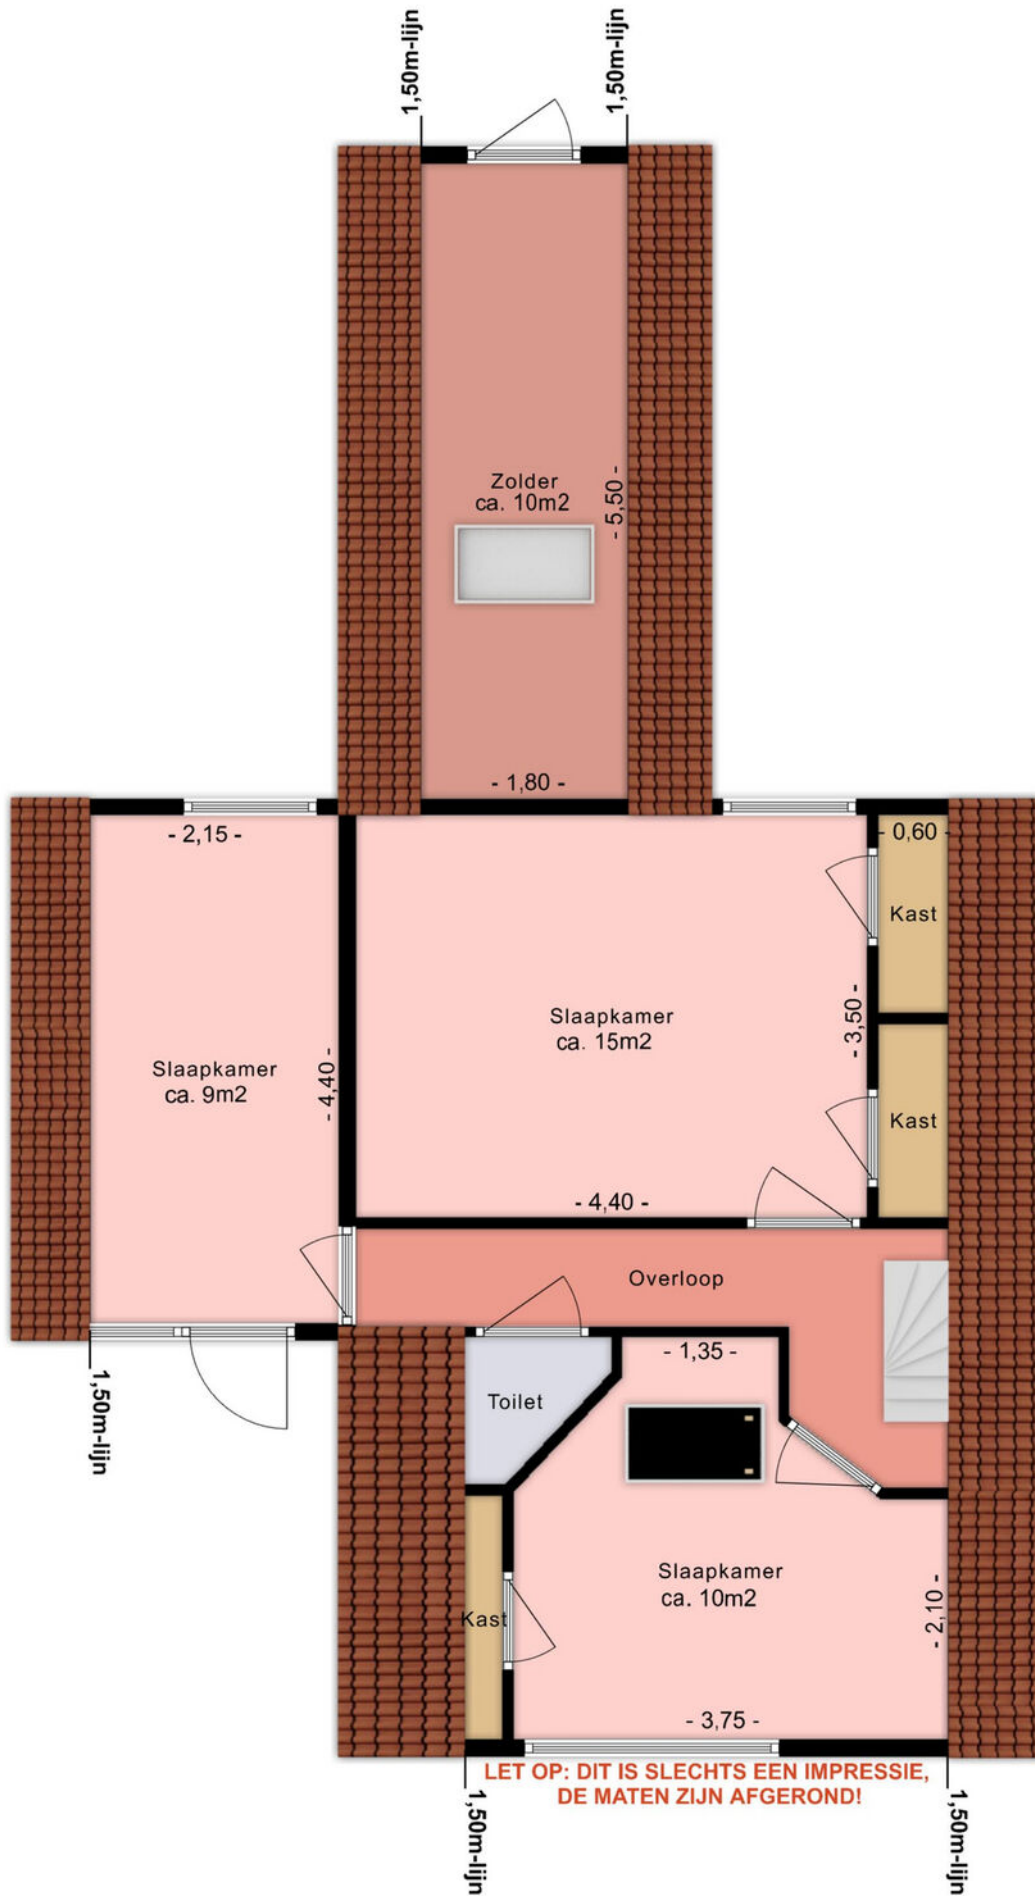 1,50m-lijn
1,50m-lijn
Zolder
ca. 10m2
- 5,50 -
- 1,80 -
- 2,15 -
- 0,60 -
Kast
Slaapkamer
ca. 15m2
- 3,50 -
Slaapkamer
ca. 9m2
- 4,40 -
Kast
- 4,40 -
Overloop
- 1,35 -
1,50m-lijn
Toilet
Slaapkamer
ca. 10m2
Kast
- 2,10 -
- 3,75 -
LET OP: DIT IS SLECHTS EEN IMPRESSIE,
DE MATEN ZIJN AFGEROND!
1,50m-lijn
1,50m-lijn